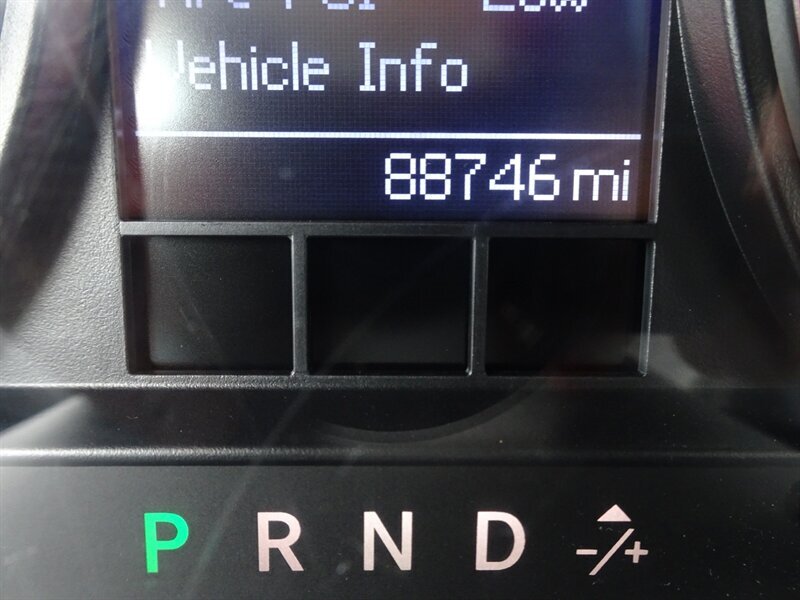 Vehicle Info
88746 mi
P R N D -/+